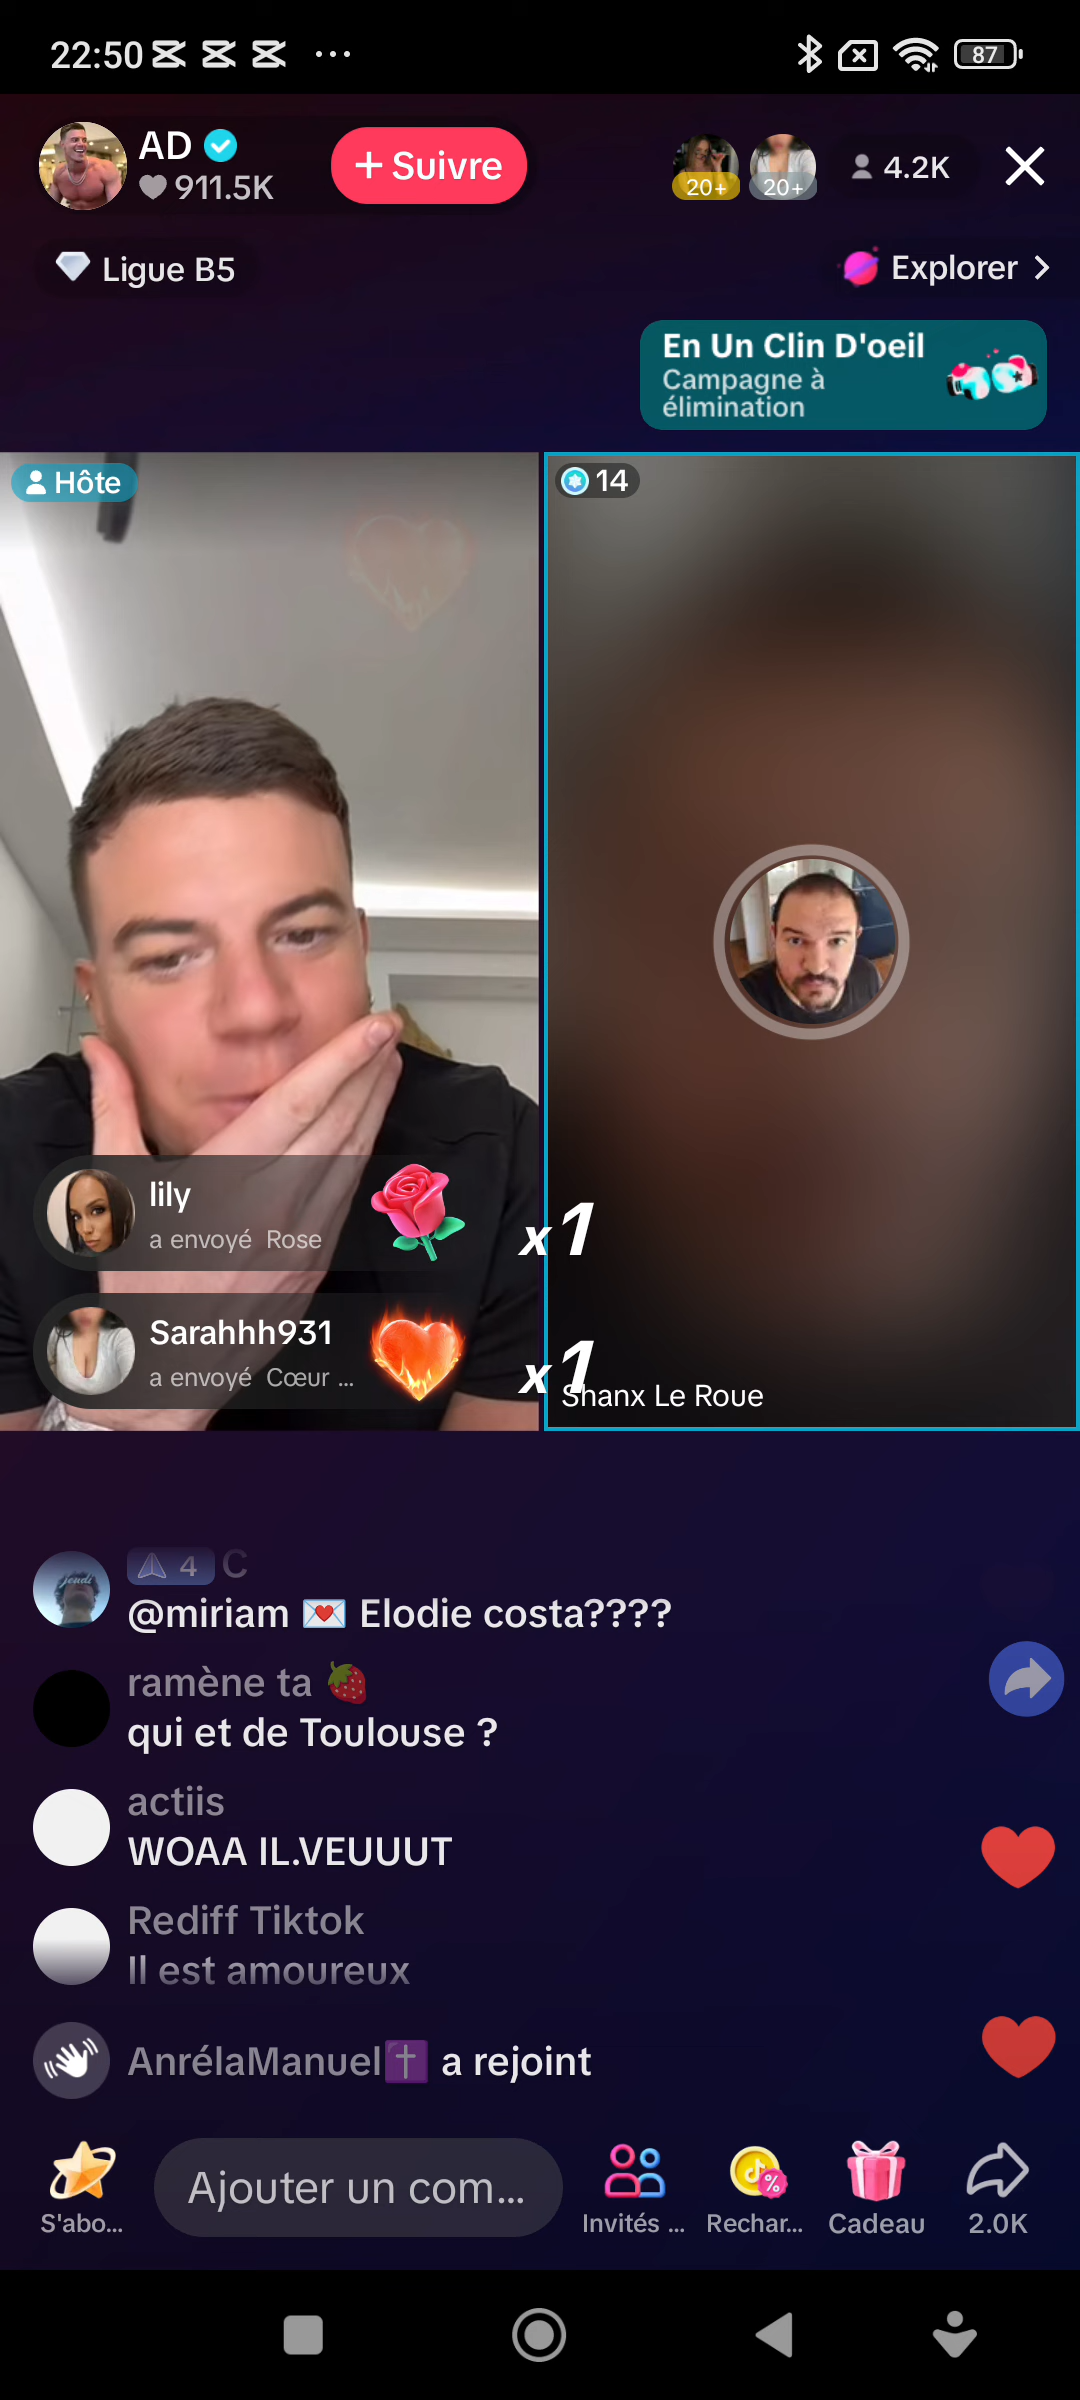 22:50 ...
87
AD
911.5K
+ Suivre
20+
20+
4.2K
Ligue B5
Explorer
En Un Clin D'oeil
Campagne à
élimination
Hôte
14
lily
a envoyé Rose
x1
Sarahhh931
a envoyé Cœur ...
x1
Shanx Le Roue
4 C
jeudi
@miriam 💌 Elodie costa????
ramène ta 🍓
qui et de Toulouse ?
actiis
WOAA IL.VEUUUT
Rediff Tiktok
Il est amoureux
AnrélaManuel✝️ a rejoint
S'abo...
Ajouter un com...
Invités ...
Rechar...
Cadeau
2.0K